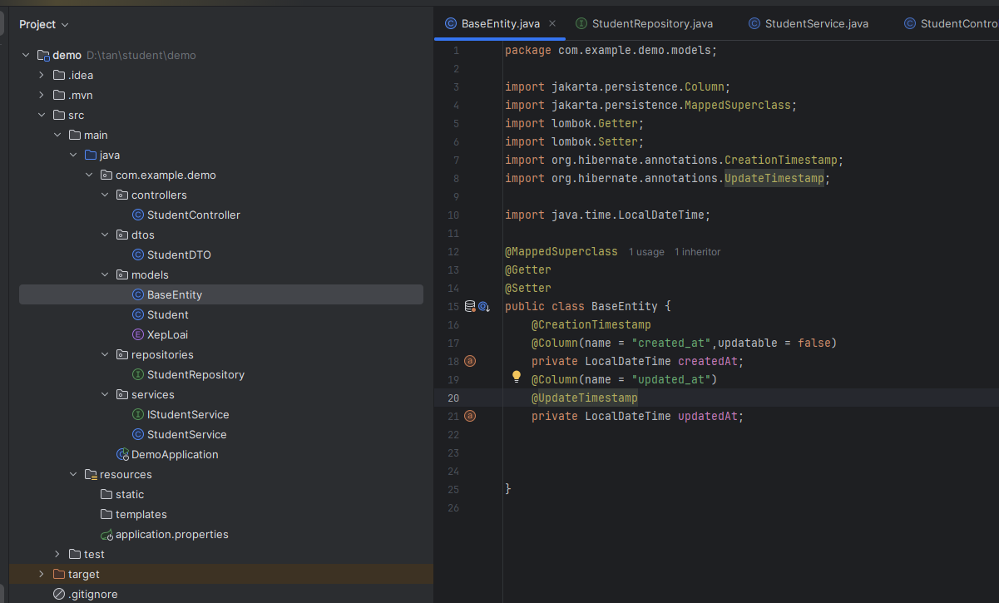 Project
demo D:\tan\student\demo
.idea
.mvn
src
main
java
com.example.demo
controllers
StudentController
dtos
StudentDTO
models
BaseEntity
Student
XepLoai
repositories
StudentRepository
services
IStudentService
StudentService
DemoApplication
resources
static
templates
application.properties
test
target
.gitignore
BaseEntity.java StudentRepository.java StudentService.java StudentContro
1 package com.example.demo.models;
2
3 import jakarta.persistence.Column;
4 import jakarta.persistence.MappedSuperclass;
5 import lombok.Getter;
6 import lombok.Setter;
7 import org.hibernate.annotations.CreationTimestamp;
8 import org.hibernate.annotations.UpdateTimestamp;
9
10 import java.time.LocalDateTime;
11
12 @MappedSuperclass 1 usage 1 inheritor
13 @Getter
14 @Setter
15 public class BaseEntity {
16 @CreationTimestamp
17 @Column(name = "created_at",updatable = false)
18 private LocalDateTime createdAt;
19 @Column(name = "updated_at")
20 @UpdateTimestamp
21 private LocalDateTime updatedAt;
22
23
24
25 }
26